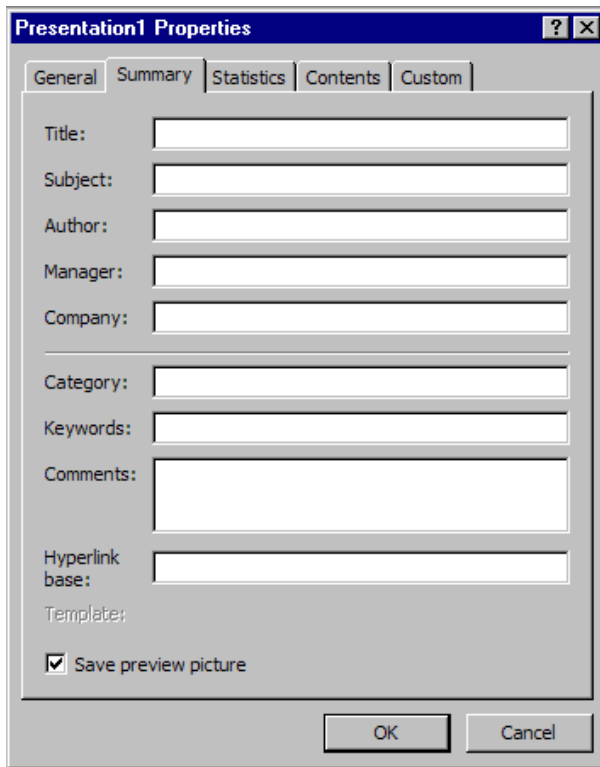 Presentation1 Properties
General Summary Statistics Contents Custom
Title:
Subject:
Author:
Manager:
Company:
Category:
Keywords:
Comments:
Hyperlink
base:
Template:
Save preview picture
OK Cancel